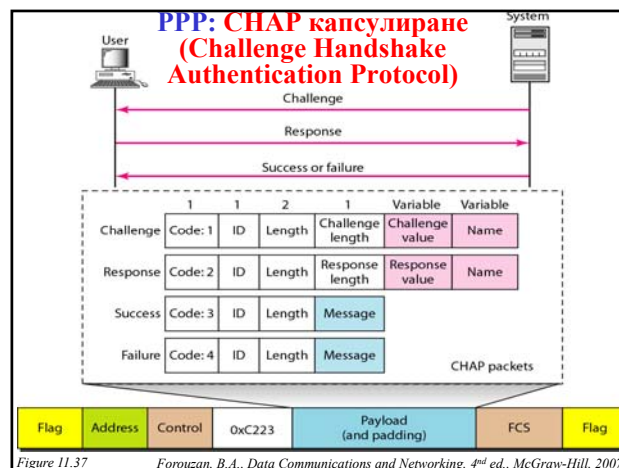 PPP: CHAP капсулиране
(Challenge Handshake
Authentication Protocol)
User
System
Challenge
Response
Success or failure
1 1 2 1 Variable Variable
Challenge Code: 1 ID Length Challenge length Challenge value Name
Response Code: 2 ID Length Response length Response value Name
Success Code: 3 ID Length Message
Failure Code: 4 ID Length Message
CHAP packets
Flag Address Control 0xC223 Payload (and padding) FCS Flag
Figure 11.37 Forouzan, B.A., Data Communications and Networking, 4nd ed., McGraw-Hill, 2007